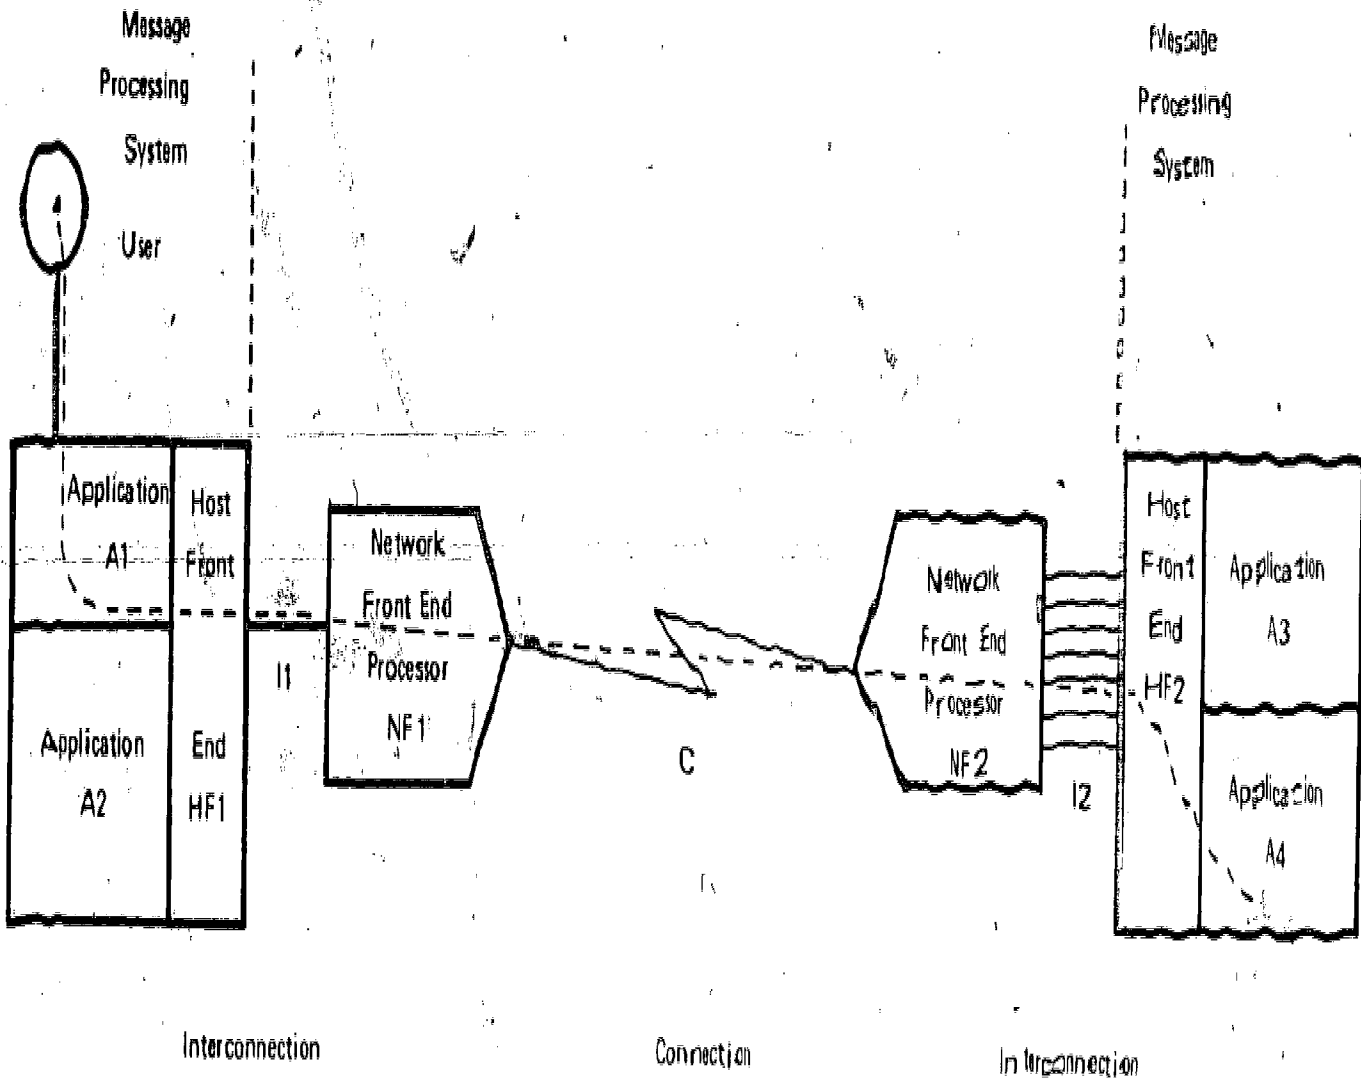 Message
Processing
System
User
Message
Processing
System
Application
A1
Host
Front
End
HF1
Application
A2
I1
Network
Front End
Processor
NF1
C
Network
Front End
Processor
NF2
I2
Host
Front
End
HF2
Application
A3
Application
A4
Interconnection
Connection
Interconnection